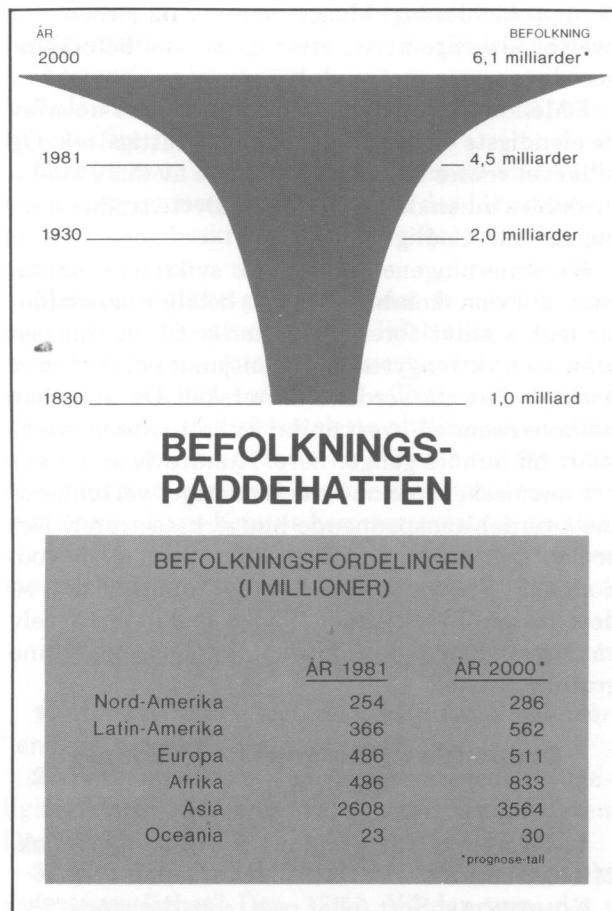 ÅR BEFOLKNING
2000 6,1 milliarder*
1981 4,5 milliarder
1930 2,0 milliarder
1830 1,0 milliard
BEFOLKNINGS-
PADDEHATTEN
BEFOLKNINGSFORDELINGEN
(I MILLIONER)
ÅR 1981 ÅR 2000*
Nord-Amerika 254 286
Latin-Amerika 366 562
Europa 486 511
Afrika 486 833
Asia 2608 3564
Oceania 23 30
*prognose-tall